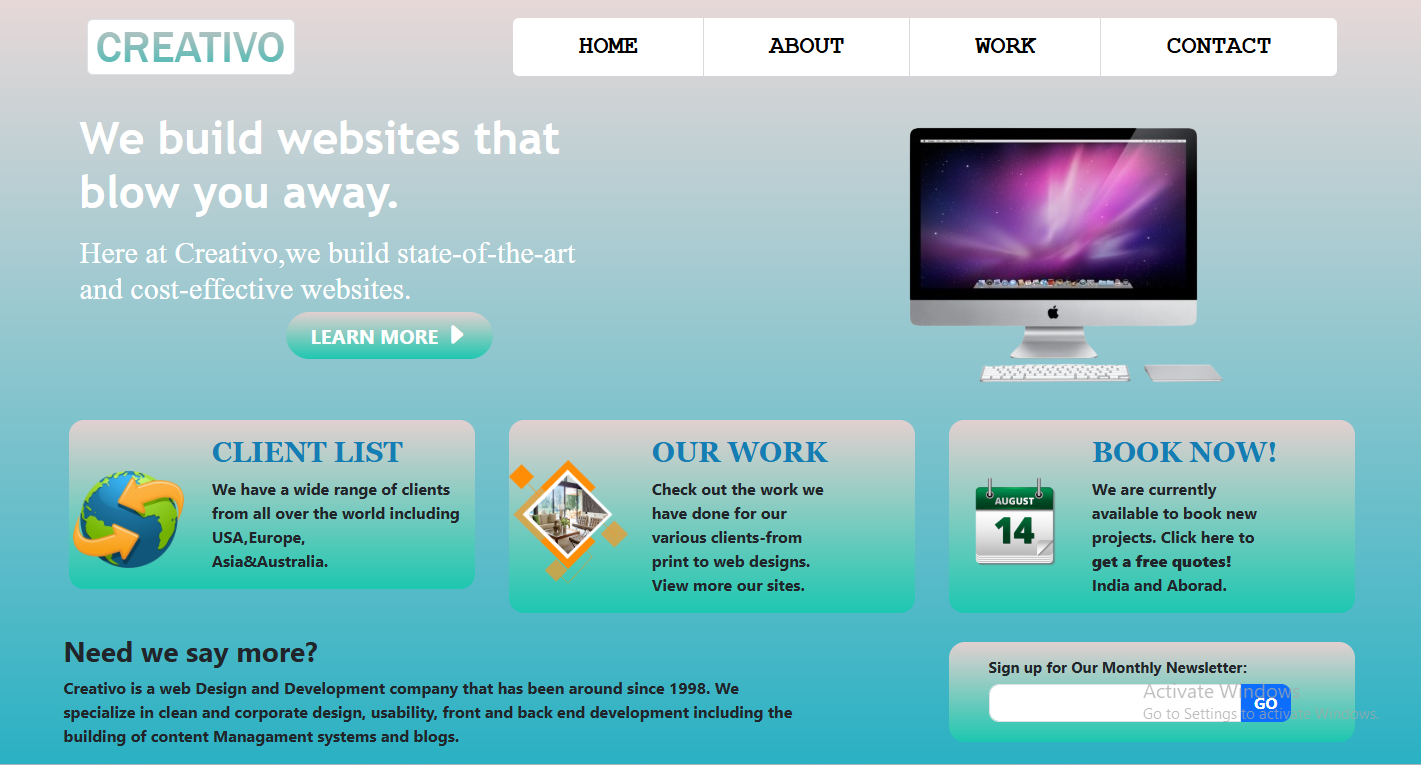 CREATIVO
HOME ABOUT WORK CONTACT
We build websites that
blow you away.
Here at Creativo,we build state-of-the-art
and cost-effective websites.
LEARN MORE
CLIENT LIST
We have a wide range of clients
from all over the world including
USA,Europe,
Asia&Australia.
OUR WORK
Check out the work we
have done for our
various clients-from
print to web designs.
View more our sites.
AUGUST
14
BOOK NOW!
We are currently
available to book new
projects. Click here to
get a free quotes!
India and Aborad.
Need we say more?
Creativo is a web Design and Development company that has been around since 1998. We
specialize in clean and corporate design, usability, front and back end development including the
building of content Managament systems and blogs.
Sign up for Our Monthly Newsletter:
GO
Activate Windows
Go to Settings to activate Windows.